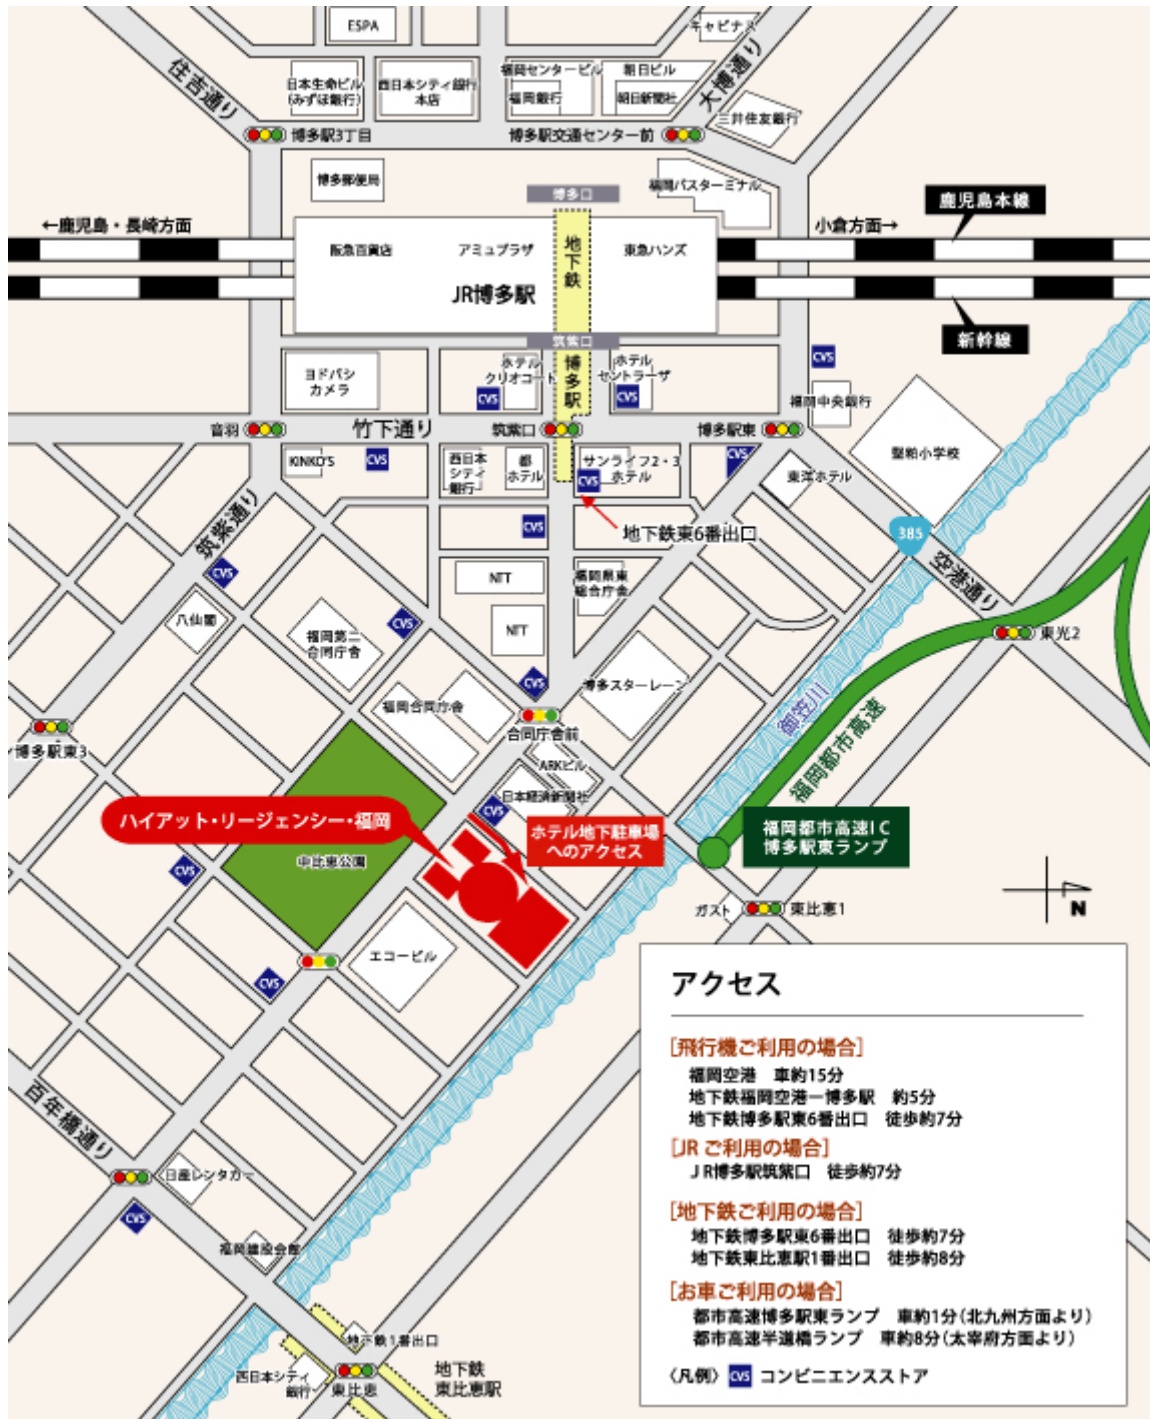 ESPA
キャピナス
住吉通り
日本生命ビル
(みずほ銀行)
西日本シティ銀行
本店
福岡センタービル
福岡銀行
朝日ビル
朝日新聞社
大博通り
三井住友銀行
博多駅3丁目
博多駅交通センター前
博多郵便局
博多口
福岡バスターミナル
鹿児島本線
←鹿児島・長崎方面
小倉方面→
阪急百貨店
アミュプラザ
地下鉄
東急ハンズ
JR博多駅
新幹線
筑紫口
ヨドバシ
カメラ
ホテル
クリオコート
博多駅
ホテル
セントラーザ
CVS
CVS
CVS
福岡中央銀行
音羽
竹下通り
筑紫口
博多駅東
KINKO'S
CVS
西日本
シティ
銀行
都
ホテル
サンライフ2・3
ホテル
CVS
CVS
東洋ホテル
堅粕小学校
筑紫通り
CVS
地下鉄東6番出口
385
空港通り
CVS
NTT
福岡県東
総合庁舎
八仙閣
福岡第二
合同庁舎
CVS
NTT
東光2
CVS
博多スターレーン
福岡合同庁舎
御笠川
福岡都市高速
博多駅東3
合同庁舎前
ARKビル
日本経済新聞社
CVS
ハイアット・リージェンシー・福岡
ホテル地下駐車場
へのアクセス
福岡都市高速IC
博多駅東ランプ
中比恵公園
CVS
ガスト
東比恵1
N
エコービル
CVS
百年橋通り
日産レンタカー
CVS
福岡建設会館
地下鉄1番出口
西日本シティ
銀行
東比恵
地下鉄
東比恵駅
アクセス
[飛行機ご利用の場合]
福岡空港 車約15分
地下鉄福岡空港ー博多駅 約5分
地下鉄博多駅東6番出口 徒歩約7分
[JR ご利用の場合]
JR博多駅筑紫口 徒歩約7分
[地下鉄ご利用の場合]
地下鉄博多駅東6番出口 徒歩約7分
地下鉄東比恵駅1番出口 徒歩約8分
[お車ご利用の場合]
都市高速博多駅東ランプ 車約1分(北九州方面より)
都市高速半道橋ランプ 車約8分(太宰府方面より)
〈凡例〉 CVS コンビニエンスストア